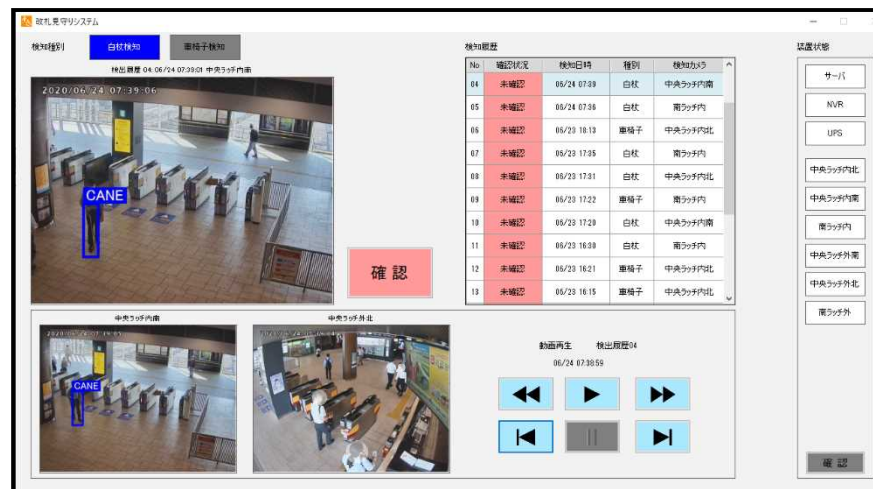 改札見守りシステム
検知種別 白杖検知 車椅子検知
検出履歴 04:06/24 07:39:01 中央ラッチ内南
2020/06/24 07:39:06
CANE
確認
検知履歴
No 確認状況 検知日時 種別 検知カメラ
04 未確認 06/24 07:39 白杖 中央ラッチ内南
05 未確認 06/24 07:36 白杖 南ラッチ内
06 未確認 06/23 18:13 車椅子 中央ラッチ内北
07 未確認 06/23 17:35 白杖 南ラッチ内
08 未確認 06/23 17:31 白杖 中央ラッチ内北
09 未確認 06/23 17:22 車椅子 南ラッチ内
10 未確認 06/23 17:20 白杖 中央ラッチ内南
11 未確認 06/23 16:30 白杖 南ラッチ内
12 未確認 06/23 16:21 車椅子 中央ラッチ内北
13 未確認 06/23 16:15 車椅子 中央ラッチ内北
装置状態
サーバ
NVR
UPS
中央ラッチ内北
中央ラッチ内南
南ラッチ内
中央ラッチ外南
中央ラッチ外北
南ラッチ外
確認
中央ラッチ内南
CANE
中央ラッチ外北
動画再生 検出履歴04
06/24 07:38:59